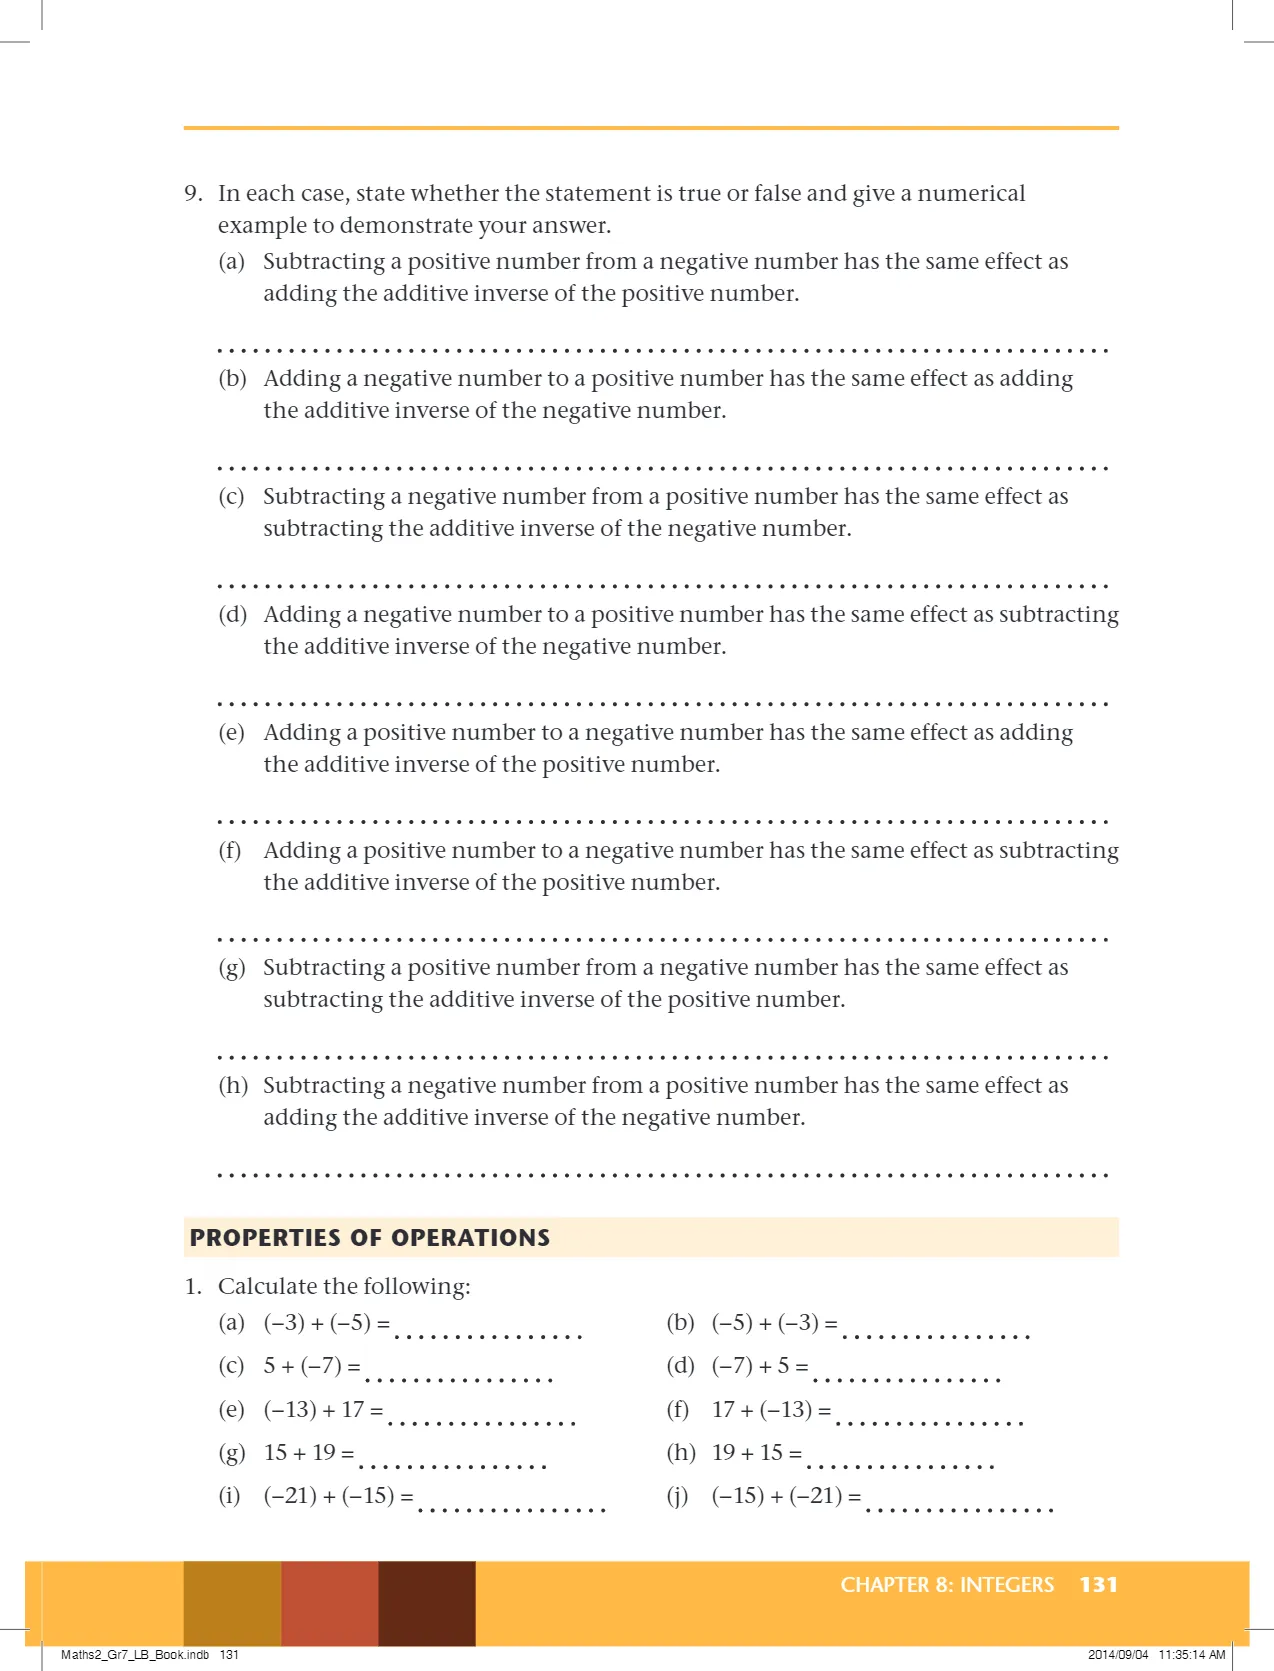 9. In each case, state whether the statement is true or false and give a numerical
example to demonstrate your answer.
(a) Subtracting a positive number from a negative number has the same effect as
adding the additive inverse of the positive number.
(b) Adding a negative number to a positive number has the same effect as adding
the additive inverse of the negative number.
(c) Subtracting a negative number from a positive number has the same effect as
subtracting the additive inverse of the negative number.
(d) Adding a negative number to a positive number has the same effect as subtracting
the additive inverse of the negative number.
(e) Adding a positive number to a negative number has the same effect as adding
the additive inverse of the positive number.
(f) Adding a positive number to a negative number has the same effect as subtracting
the additive inverse of the positive number.
(g) Subtracting a positive number from a negative number has the same effect as
subtracting the additive inverse of the positive number.
(h) Subtracting a negative number from a positive number has the same effect as
adding the additive inverse of the negative number.
PROPERTIES OF OPERATIONS
1. Calculate the following:
(a) (–3) + (–5) = (b) (–5) + (–3) =
(c) 5 + (–7) = (d) (–7) + 5 =
(e) (–13) + 17 = (f) 17 + (–13) =
(g) 15 + 19 = (h) 19 + 15 =
(i) (–21) + (–15) = (j) (–15) + (–21) =
CHAPTER 8: INTEGERS 131
Maths2_Gr7_LB_Book.indb 131 2014/09/04 11:35:14 AM